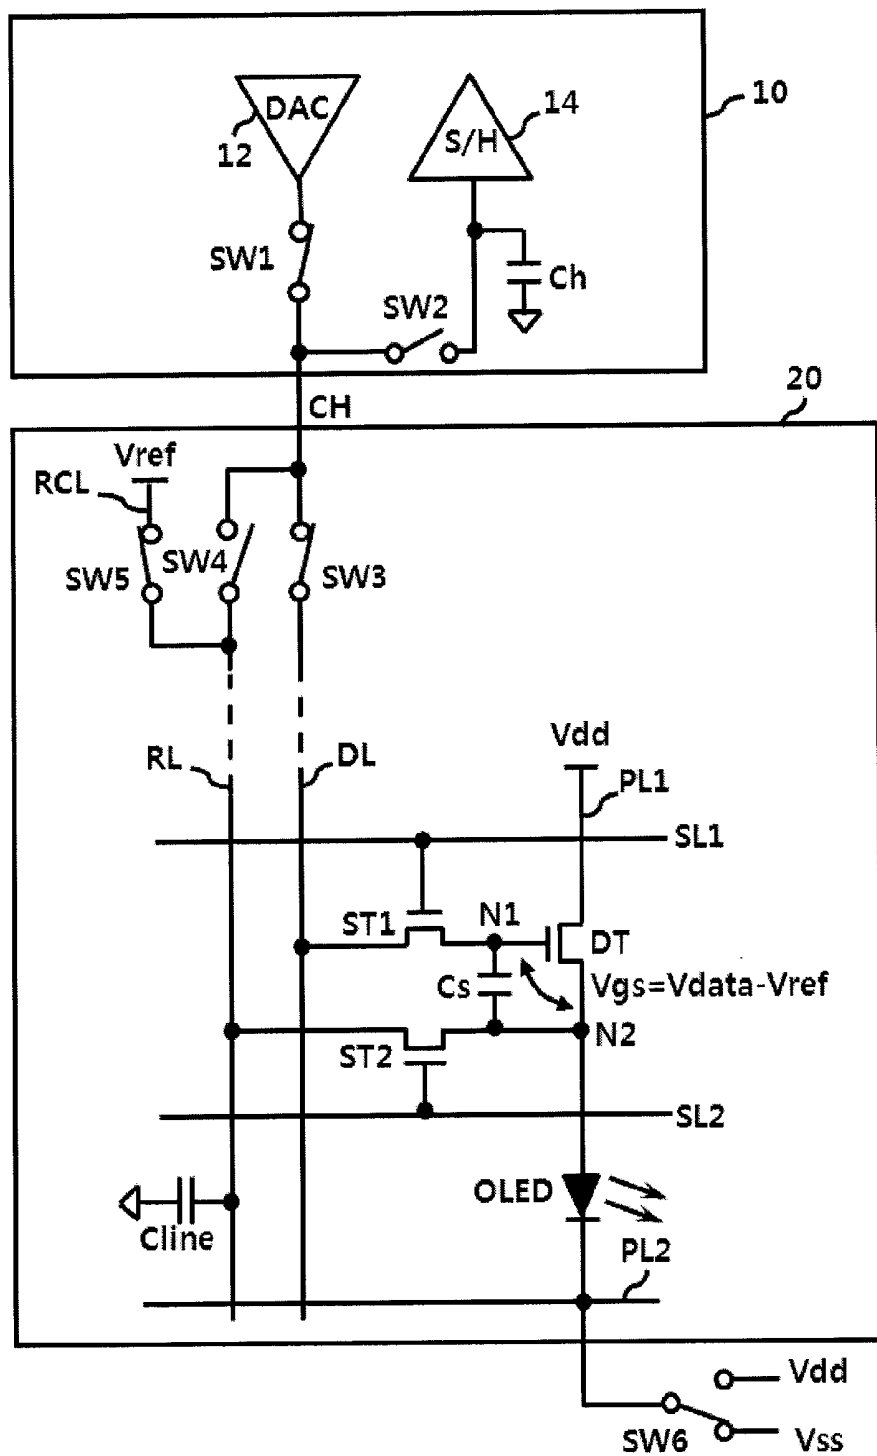 DAC
12
S/H
14
10
SW1
SW2
Ch
CH
20
Vref
RCL
SW5
SW4
SW3
RL
DL
Vdd
PL1
SL1
ST1
N1
DT
Cs
Vgs=Vdata-Vref
ST2
N2
SL2
OLED
Cline
PL2
Vdd
SW6
Vss